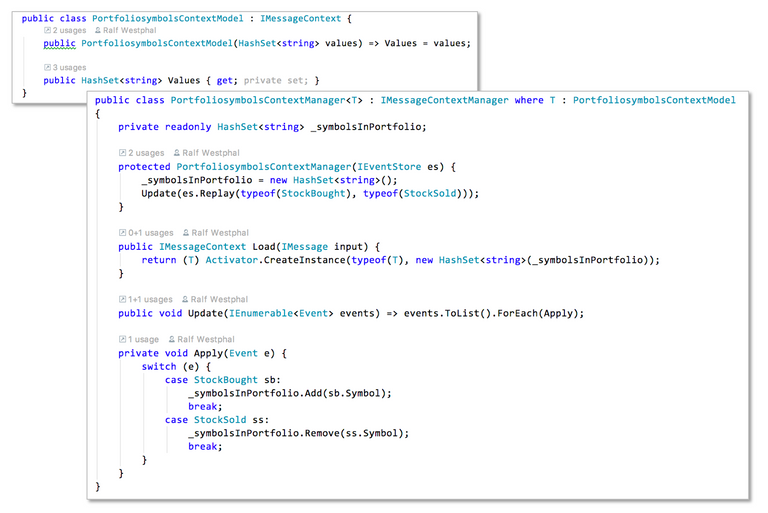 public class PortfoliosymbolsContextModel : IMessageContext {
2 usages Ralf Westphal
public PortfoliosymbolsContextModel(HashSet<string> values) => Values = values;
3 usages
public HashSet<string> Values { get; private set; }
}
public class PortfoliosymbolsContextManager<T> : IMessageContextManager where T : PortfoliosymbolsContextModel
{
private readonly HashSet<string> _symbolsInPortfolio;
2 usages Ralf Westphal
protected PortfoliosymbolsContextManager(IEventStore es) {
_symbolsInPortfolio = new HashSet<string>();
Update(es.Replay(typeof(StockBought), typeof(StockSold)));
}
0+1 usages Ralf Westphal
public IMessageContext Load(IMessage input) {
return (T) Activator.CreateInstance(typeof(T), new HashSet<string>(_symbolsInPortfolio));
}
1+1 usages Ralf Westphal
public void Update(IEnumerable<Event> events) => events.ToList().ForEach(Apply);
1 usage Ralf Westphal
private void Apply(Event e) {
switch (e) {
case StockBought sb:
_symbolsInPortfolio.Add(sb.Symbol);
break;
case StockSold ss:
_symbolsInPortfolio.Remove(ss.Symbol);
break;
}
}
}